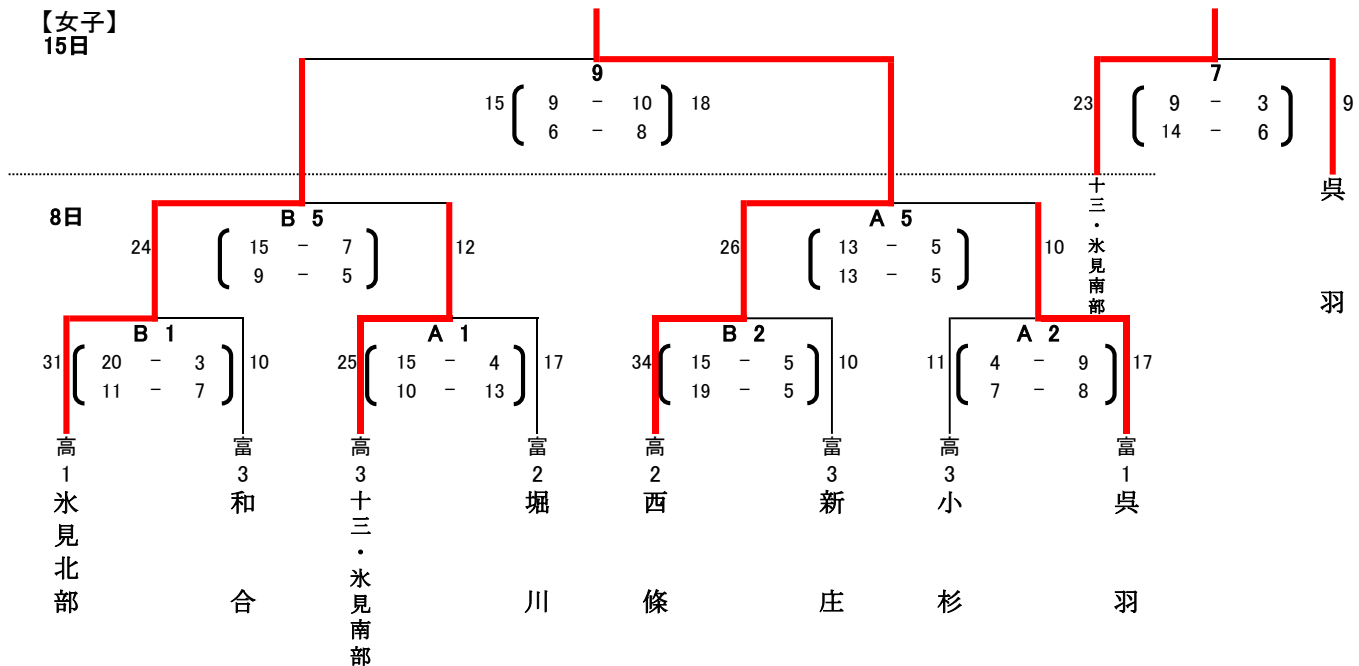 【女子】
15日
9
15 9 － 10 18
6 － 8
7
23 9 － 3 9
14 － 6
十三・氷見南部
呉羽
8日
B 5
24 15 － 7 12
9 － 5
A 5
26 13 － 5 10
13 － 5
B 1
31 20 － 3 10
11 － 7
A 1
25 15 － 4 17
10 － 13
B 2
34 15 － 5 10
19 － 5
A 2
11 4 － 9 17
7 － 8
高 富 高 富 高 富 高 富
1 3 3 2 2 3 3 1
氷見北部
和合
十三・氷見南部
堀川
西條
新庄
小杉
呉羽